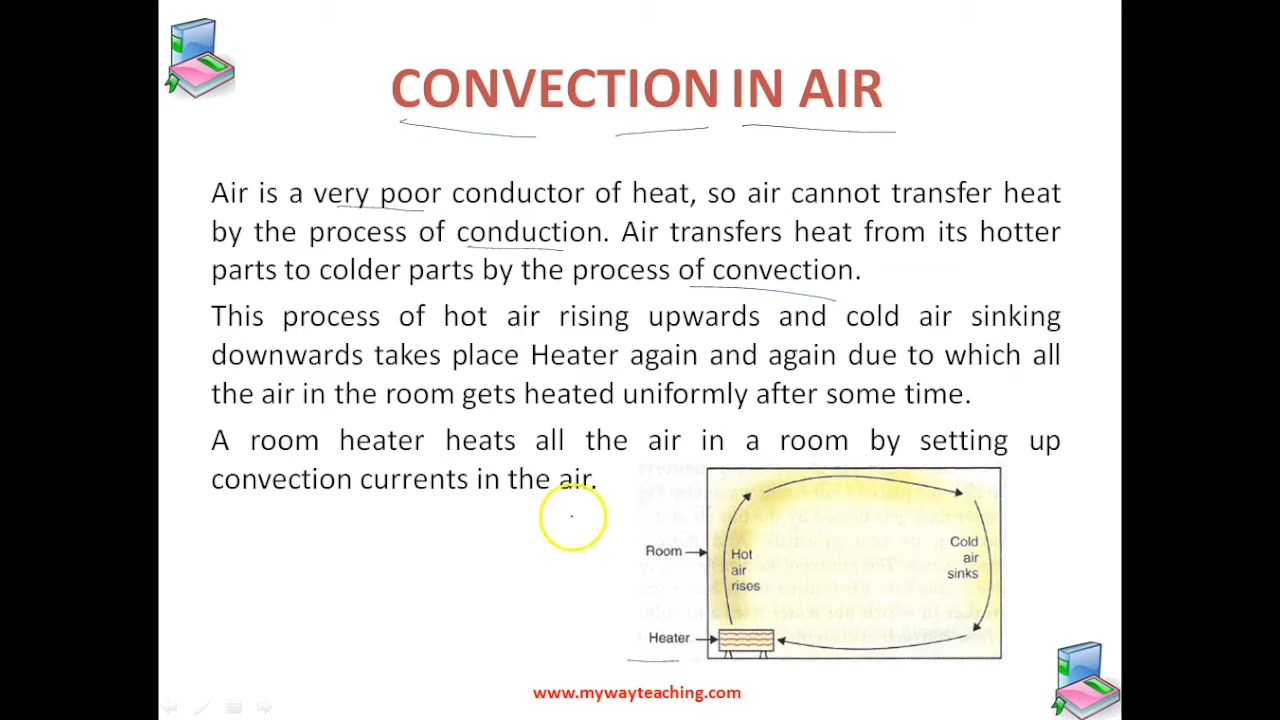 CONVECTION IN AIR
Air is a very poor conductor of heat, so air cannot transfer heat
by the process of conduction. Air transfers heat from its hotter
parts to colder parts by the process of convection.
This process of hot air rising upwards and cold air sinking
downwards takes place Heater again and again due to which all
the air in the room gets heated uniformly after some time.
A room heater heats all the air in a room by setting up
convection currents in the air.
Room
Hot
air
rises
Cold
air
sinks
Heater
www.mywayteaching.com